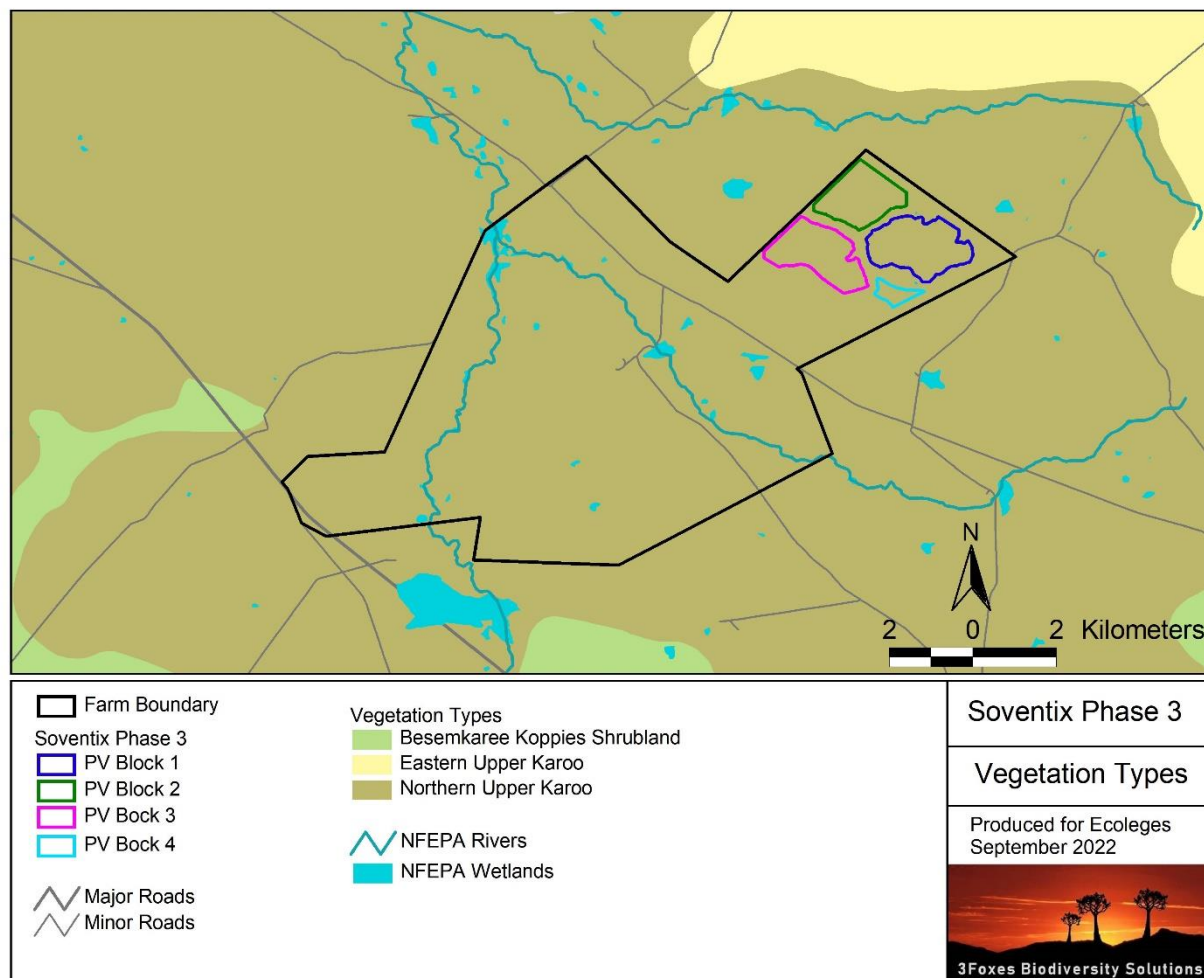 N
2 0 2 Kilometers
Farm Boundary
Soventix Phase 3
PV Block 1
PV Block 2
PV Bock 3
PV Bock 4
Major Roads
Minor Roads
Vegetation Types
Besemkaree Koppies Shrubland
Eastern Upper Karoo
Northern Upper Karoo
NFEPA Rivers
NFEPA Wetlands
Soventix Phase 3
Vegetation Types
Produced for Ecoleges
September 2022
3Foxes Biodiversity Solutions